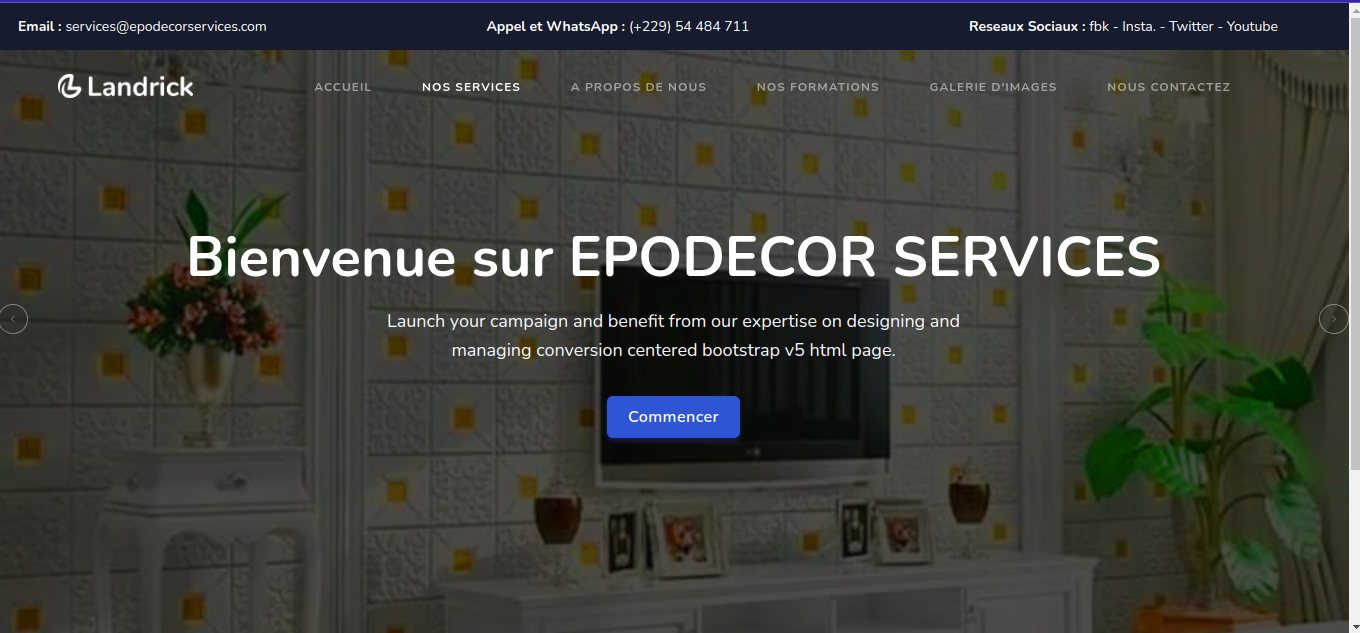 Email : services@epodecorservices.com
Appel et WhatsApp : (+229) 54 484 711
Reseaux Sociaux : fbk - Insta. - Twitter - Youtube
Landrick
ACCUEIL
NOS SERVICES
A PROPOS DE NOUS
NOS FORMATIONS
GALERIE D'IMAGES
NOUS CONTACTEZ
Bienvenue sur EPODECOR SERVICES
Launch your campaign and benefit from our expertise on designing and
managing conversion centered bootstrap v5 html page.
Commencer